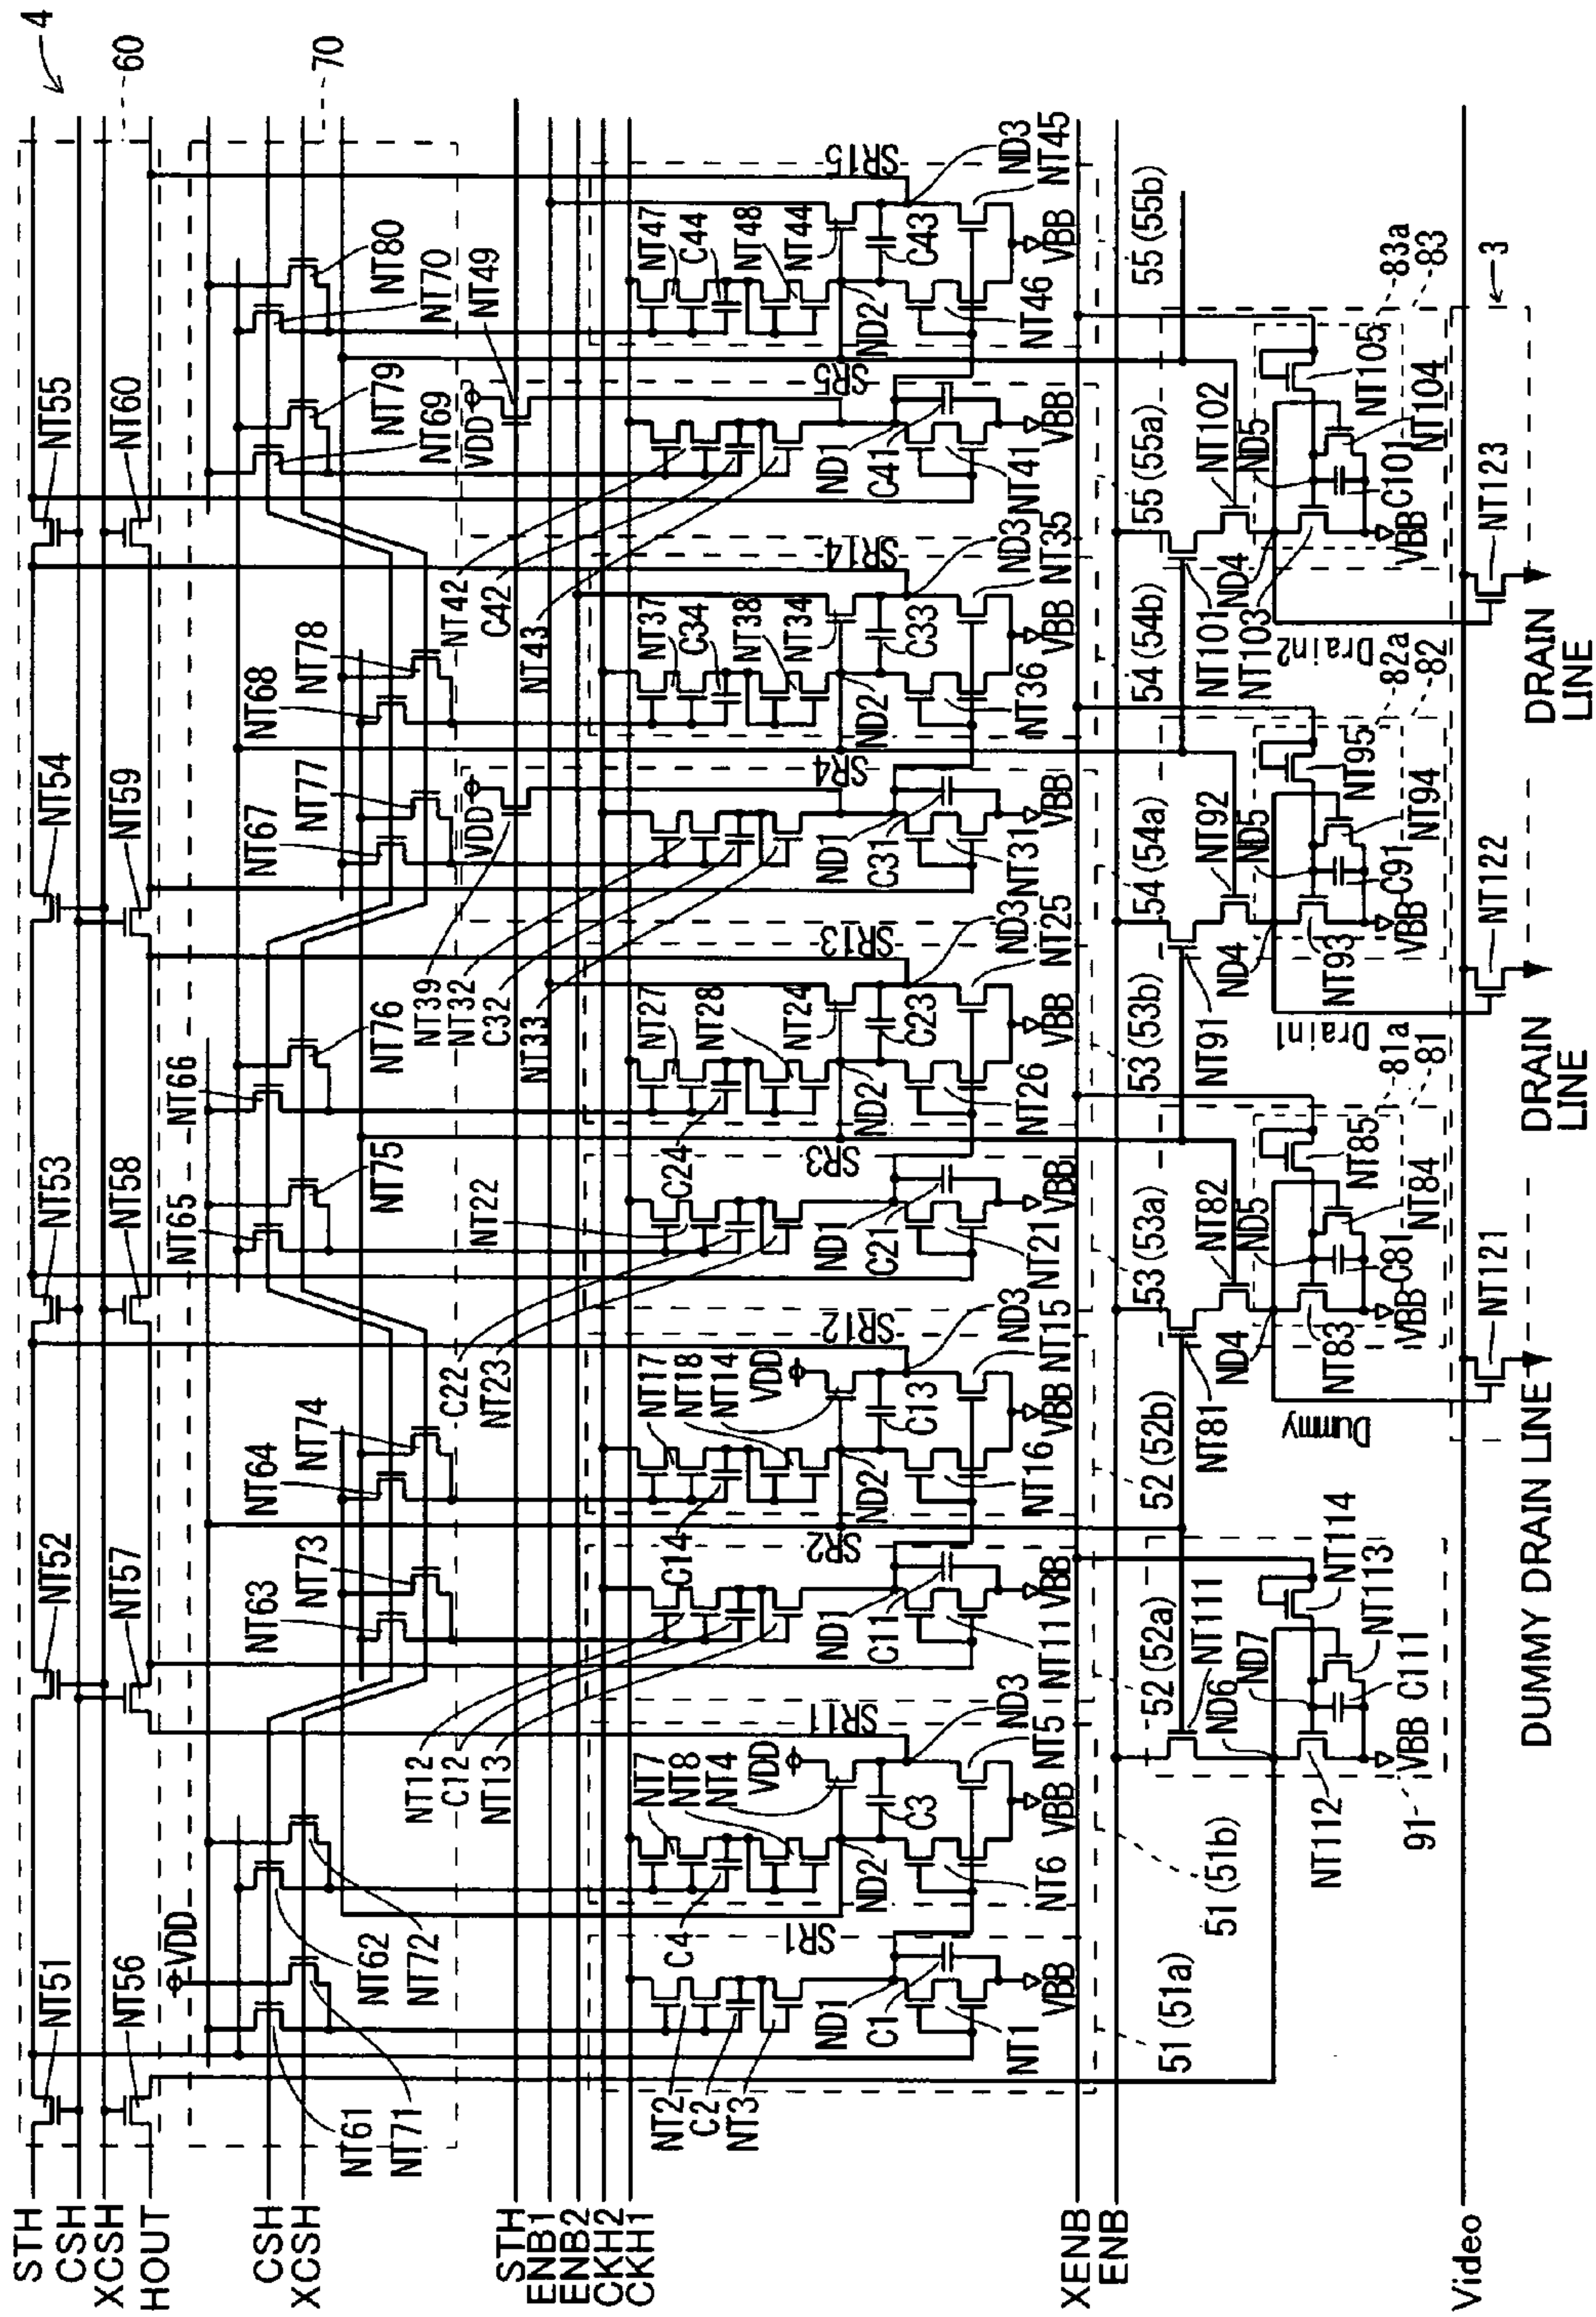 4
60
70
STH
CSH
XCSH
HOUT
NT51
NT52
NT53
NT54
NT55
NT56
NT57
NT58
NT59
NT60
CSH
XCSH
VDD
NT61
NT71
NT62
NT72
NT63
NT73
NT64
NT74
NT65
NT75
NT66
NT76
NT67
NT77
NT68
NT78
NT69
NT79
NT70
NT80
STH
ENB1
ENB2
CKH2
CKH1
NT2
C2
NT3
SR1
ND1
C1
NT1
VBB
51 (51a)
C4
NT7
NT8
NT4
VDD
SR11
ND2
C3
ND3
NT5
NT6
VBB
51 (51b)
NT12
C12
NT13
SR2
ND1
C11
NT11
VBB
52 (52a)
C14
NT17
NT18
NT14
VDD
SR12
ND2
C13
ND3
NT15
NT16
VBB
52 (52b)
C22
NT23
NT22
SR3
ND1
C21
NT21
VBB
53 (53a)
C24
NT27
NT28
NT24
SR13
ND2
C23
ND3
NT25
NT26
VBB
53 (53b)
NT39
NT32
C32
NT33
VDD
SR4
ND1
C31
NT31
VBB
54 (54a)
NT37
C34
NT38
NT34
SR14
ND2
C33
ND3
NT35
NT36
VBB
54 (54b)
NT42
C42
NT43
VDD
NT49
SR5
ND1
C41
NT41
VBB
55 (55a)
NT47
C44
NT48
NT44
SR15
ND2
C43
ND3
NT45
NT46
VBB
55 (55b)
XENB
ENB
NT111
ND6
ND7
NT112
C111
NT113
NT114
VBB
91
NT81
NT82
ND4
ND5
NT83
C81
NT84
NT85
VBB
81a
81
Dummy
NT91
NT92
ND4
ND5
NT93
C91
NT94
NT95
VBB
82a
82
Drain1
NT101
NT102
ND4
ND5
NT103
C101
NT104
NT105
VBB
83a
83
Drain2
Video
NT121
NT122
NT123
3
DUMMY DRAIN LINE
DRAIN LINE
DRAIN LINE